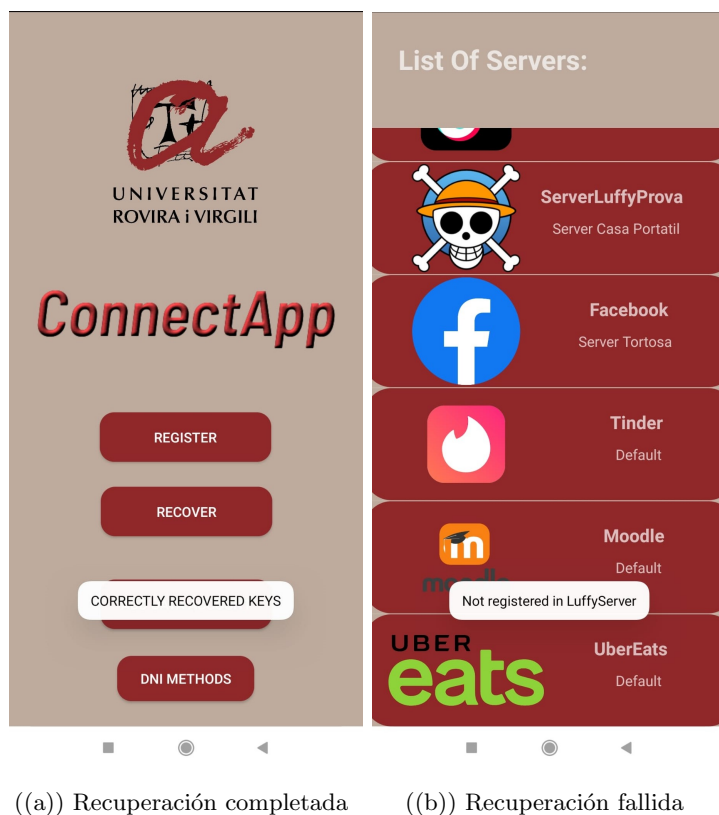 UNIVERSITAT
ROVIRA i VIRGILI
ConnectApp
REGISTER
RECOVER
CORRECTLY RECOVERED KEYS
DNI METHODS
((a)) Recuperación completada
List Of Servers:
ServerLuffyProva
Server Casa Portatil
Facebook
Server Tortosa
Tinder
Default
Moodle
Default
Not registered in LuffyServer
UBER
eats
UberEats
Default
((b)) Recuperación fallida